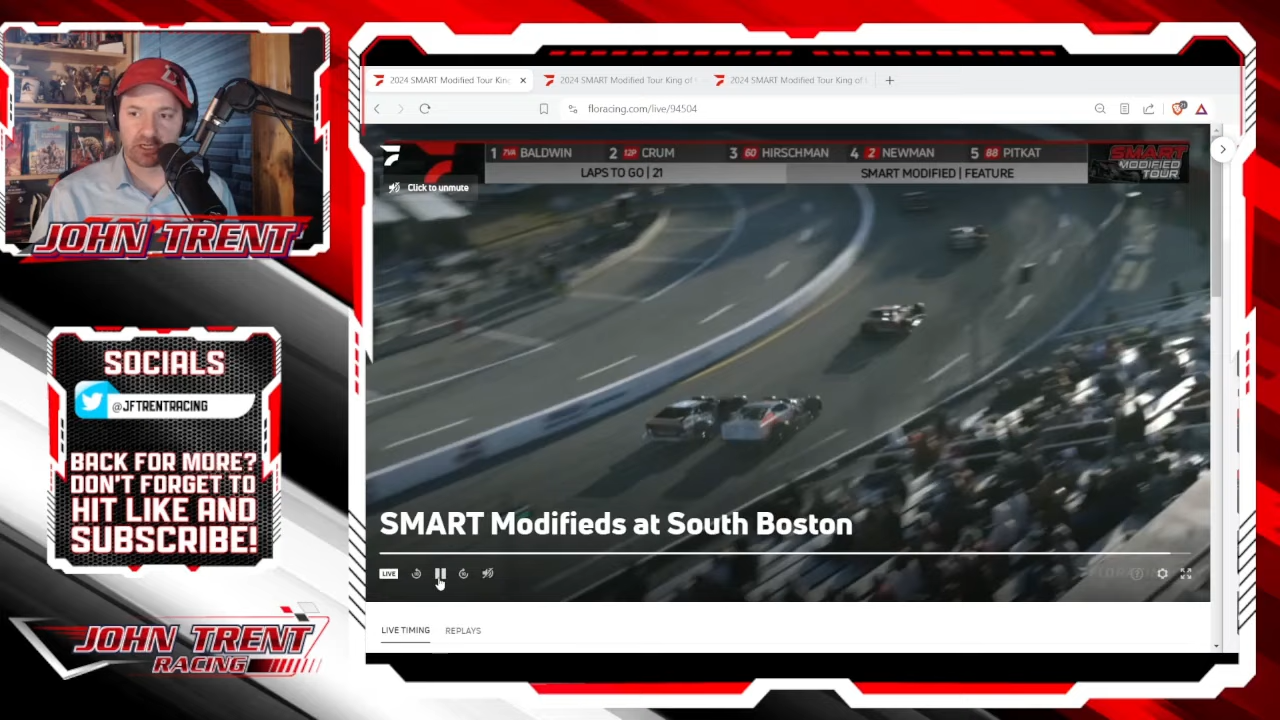 JOHN TRENT
SOCIALS
@JFTRENTRACING
BACK FOR MORE?
DON'T FORGET TO
HIT LIKE AND
SUBSCRIBE!
JOHN TRENT
RACING
2024 SMART Modified Tour King
2024 SMART Modified Tour King of
2024 SMART Modified Tour King of
floracing.com/live/94504
1 7VA BALDWIN 2 12P CRUM 3 60 HIRSCHMAN 4 2 NEWMAN 5 88 PITKAT
LAPS TO GO | 21 SMART MODIFIED | FEATURE
SMART
MODIFIED
TOUR
Click to unmute
SMART Modifieds at South Boston
LIVE
LIVE TIMING REPLAYS